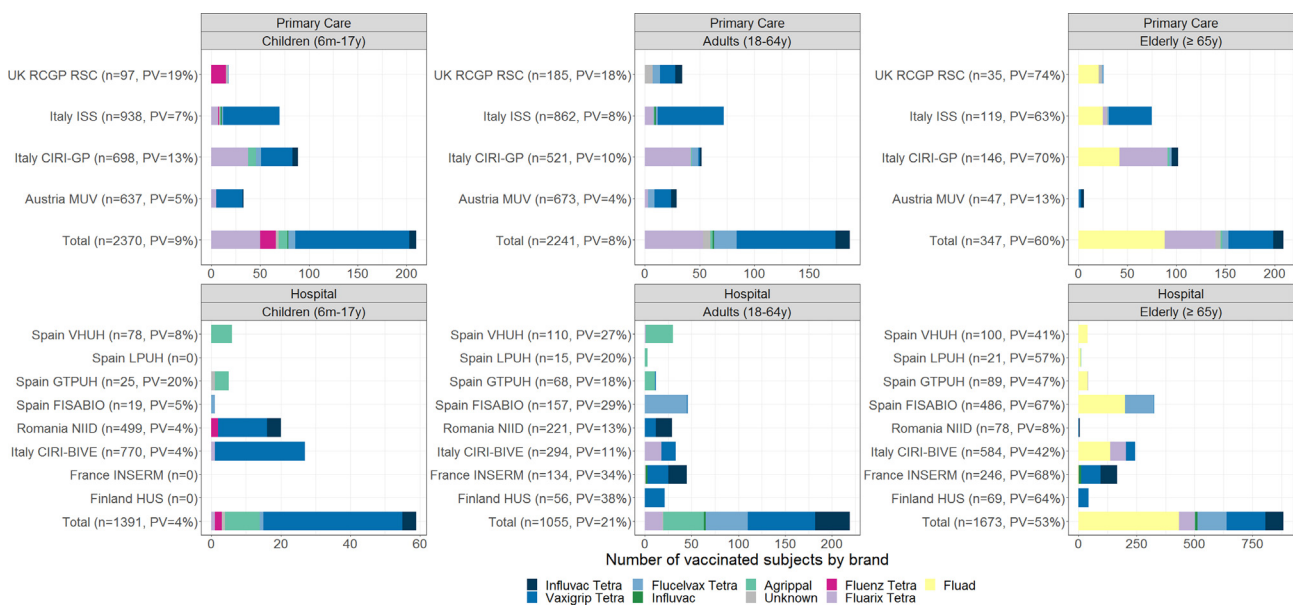 Primary Care
Children (6m-17y)
UK RCGP RSC (n=97, PV=19%)
Italy ISS (n=938, PV=7%)
Italy CIRI-GP (n=698, PV=13%)
Austria MUV (n=637, PV=5%)
Total (n=2370, PV=9%)
0 50 100 150 200
Primary Care
Adults (18-64y)
UK RCGP RSC (n=185, PV=18%)
Italy ISS (n=862, PV=8%)
Italy CIRI-GP (n=521, PV=10%)
Austria MUV (n=673, PV=4%)
Total (n=2241, PV=8%)
0 50 100 150
Primary Care
Elderly (≥ 65y)
UK RCGP RSC (n=35, PV=74%)
Italy ISS (n=119, PV=63%)
Italy CIRI-GP (n=146, PV=70%)
Austria MUV (n=47, PV=13%)
Total (n=347, PV=60%)
0 50 100 150 200
Hospital
Children (6m-17y)
Spain VHUH (n=78, PV=8%)
Spain LPUH (n=0)
Spain GTPUH (n=25, PV=20%)
Spain FISABIO (n=19, PV=5%)
Romania NIID (n=499, PV=4%)
Italy CIRI-BIVE (n=770, PV=4%)
France INSERM (n=0)
Finland HUS (n=0)
Total (n=1391, PV=4%)
0 20 40 60
Hospital
Adults (18-64y)
Spain VHUH (n=110, PV=27%)
Spain LPUH (n=15, PV=20%)
Spain GTPUH (n=68, PV=18%)
Spain FISABIO (n=157, PV=29%)
Romania NIID (n=221, PV=13%)
Italy CIRI-BIVE (n=294, PV=11%)
France INSERM (n=134, PV=34%)
Finland HUS (n=56, PV=38%)
Total (n=1055, PV=21%)
0 50 100 150 200
Hospital
Elderly (≥ 65y)
Spain VHUH (n=100, PV=41%)
Spain LPUH (n=21, PV=57%)
Spain GTPUH (n=89, PV=47%)
Spain FISABIO (n=486, PV=67%)
Romania NIID (n=78, PV=8%)
Italy CIRI-BIVE (n=584, PV=42%)
France INSERM (n=246, PV=68%)
Finland HUS (n=69, PV=64%)
Total (n=1673, PV=53%)
0 250 500 750
Number of vaccinated subjects by brand
Influvac Tetra Flucelvax Tetra Agrippal Fluenz Tetra Fluad
Vaxigrip Tetra Influvac Unknown Fluarix Tetra